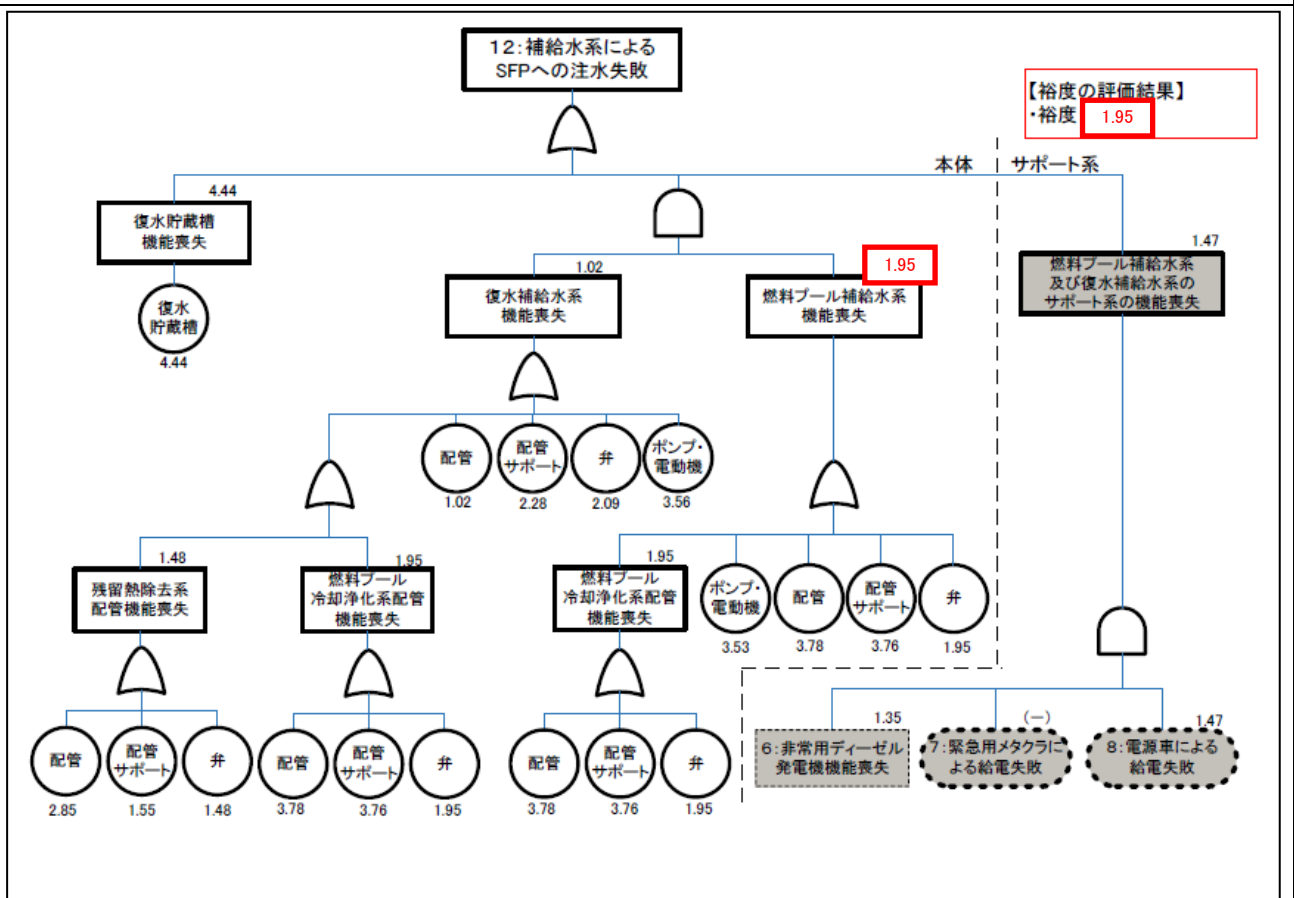 12:補給水系による
SFPへの注水失敗
【裕度の評価結果】
・裕度 1.95
本体 サポート系
4.44
復水貯蔵槽
機能喪失
復水
貯蔵槽
4.44
1.02
復水補給水系
機能喪失
1.95
燃料プール補給水系
機能喪失
1.47
燃料プール補給水系
及び復水補給水系の
サポート系の機能喪失
配管
1.02
配管
サポート
2.28
弁
2.09
ポンプ・
電動機
3.56
1.48
残留熱除去系
配管機能喪失
1.95
燃料プール
冷却浄化系配管
機能喪失
1.95
燃料プール
冷却浄化系配管
機能喪失
ポンプ・
電動機
3.53
配管
3.78
配管
サポート
3.76
弁
1.95
配管
2.85
配管
サポート
1.55
弁
1.48
配管
3.78
配管
サポート
3.76
弁
1.95
配管
3.78
配管
サポート
3.76
弁
1.95
1.35
6:非常用ディーゼル
発電機機能喪失
(-)
7:緊急用メタクラに
よる給電失敗
1.47
8:電源車による
給電失敗